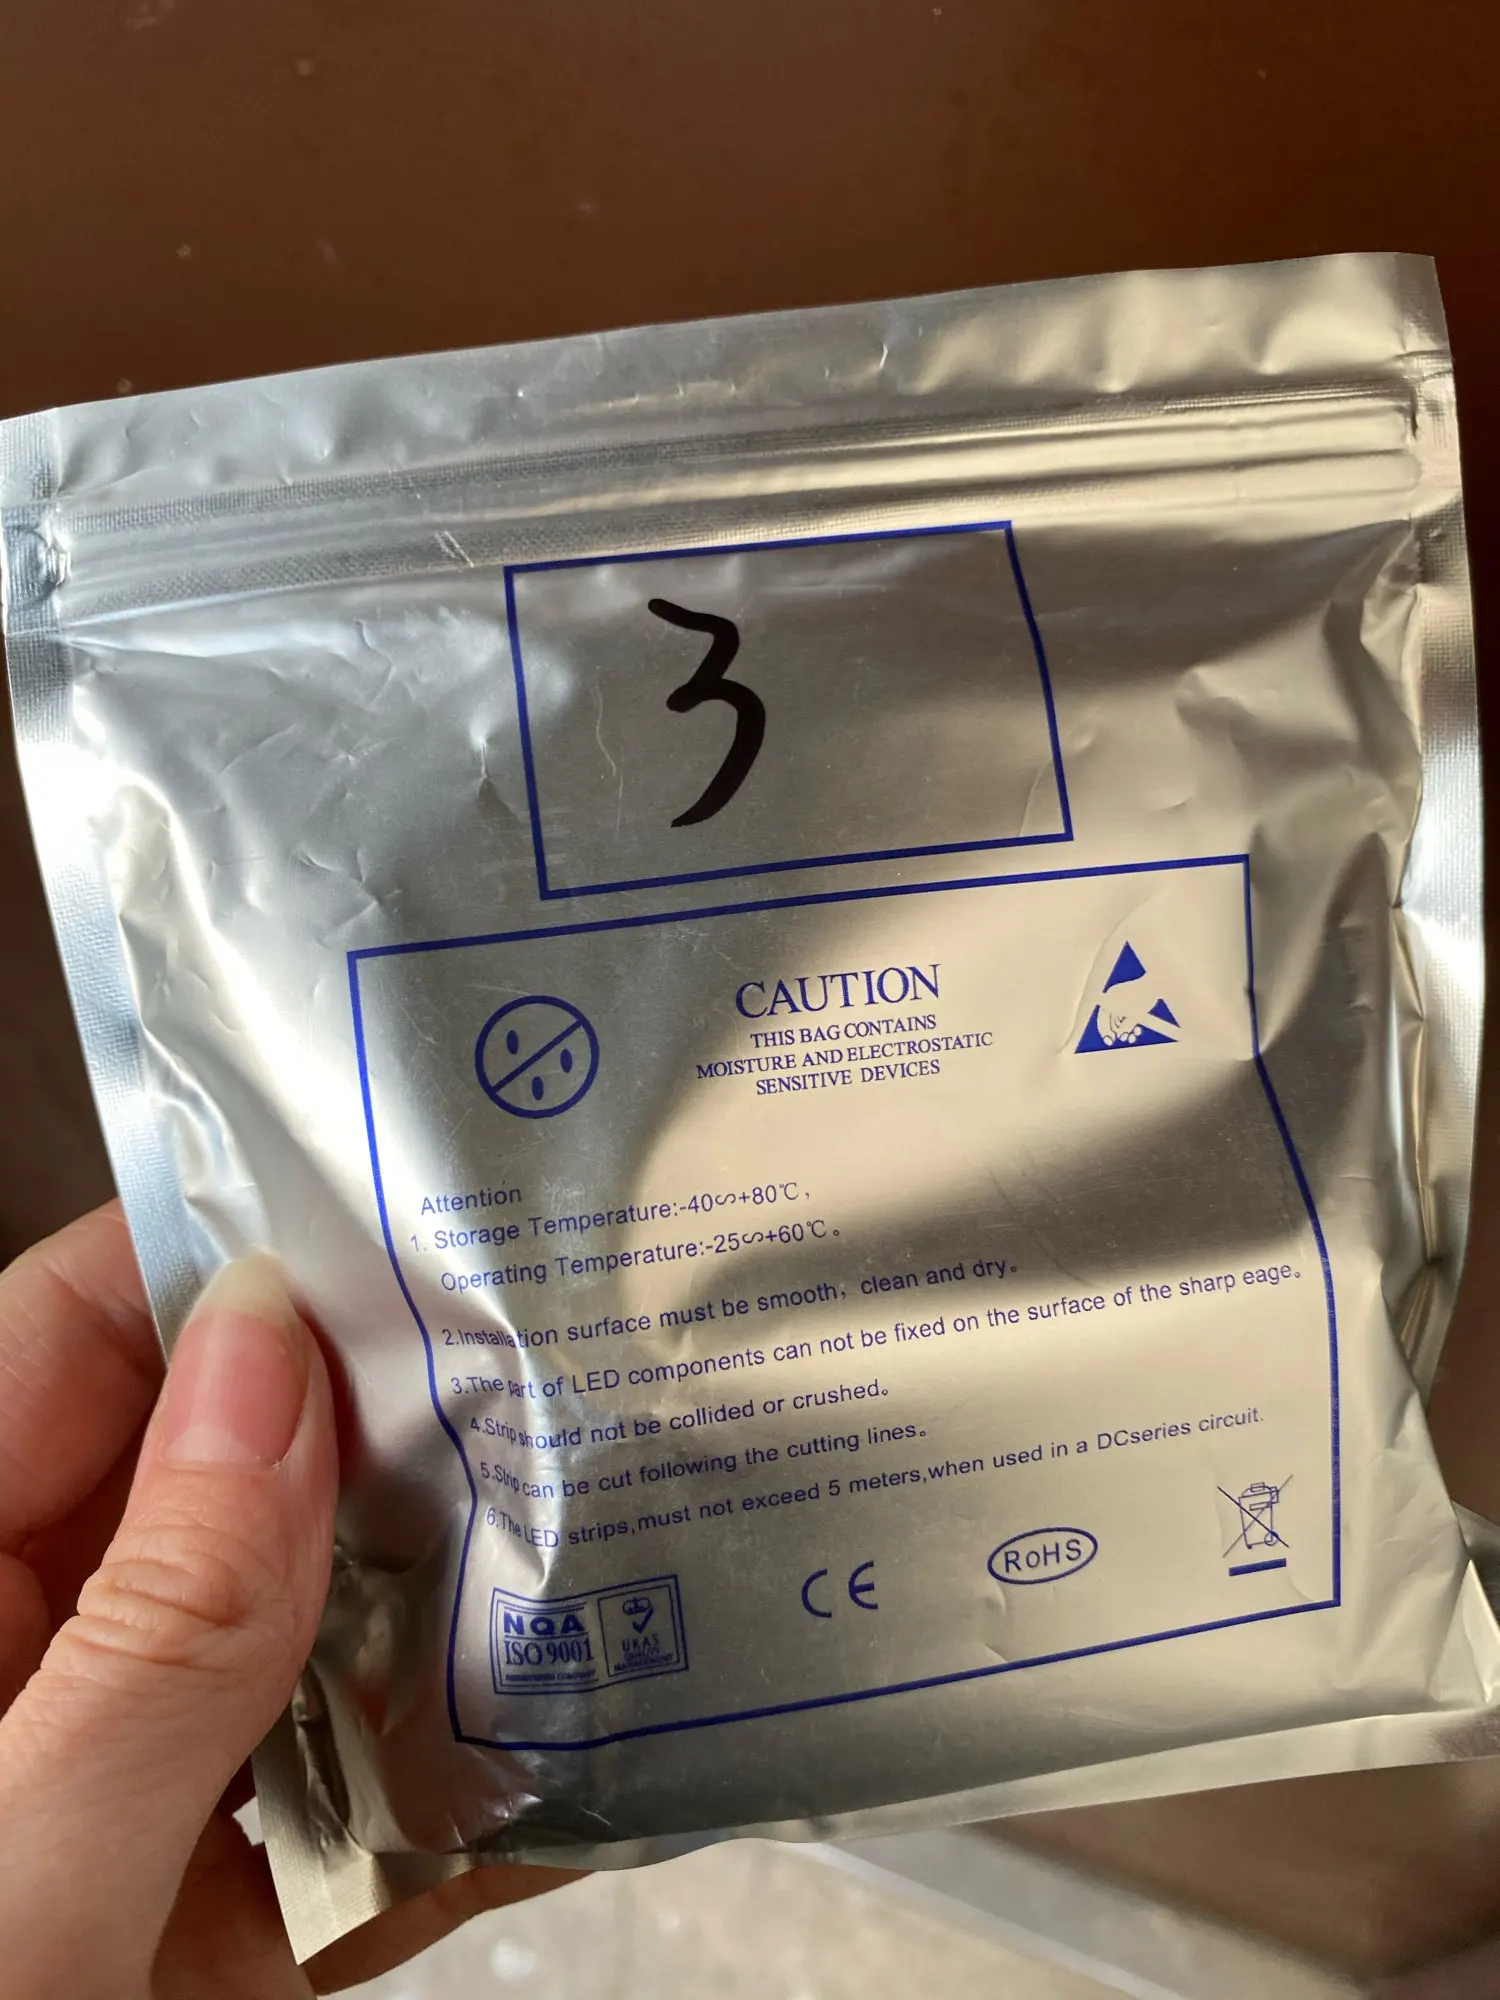 3
CAUTION
THIS BAG CONTAINS
MOISTURE AND ELECTROSTATIC
SENSITIVE DEVICES
Attention
1. Storage Temperature:-40∽+80℃,
Operating Temperature:-25∽+60℃。
2.Installation surface must be smooth, clean and dry。
3.The part of LED components can not be fixed on the surface of the sharp eage。
4.Strip should not be collided or crushed。
5.Strip can be cut following the cutting lines。
6.The LED strips,must not exceed 5 meters,when used in a DCseries circuit.
NQA
ISO 9001
REGISTERED COMPANY
UKAS
QUALITY
MANAGEMENT
CE
RoHS